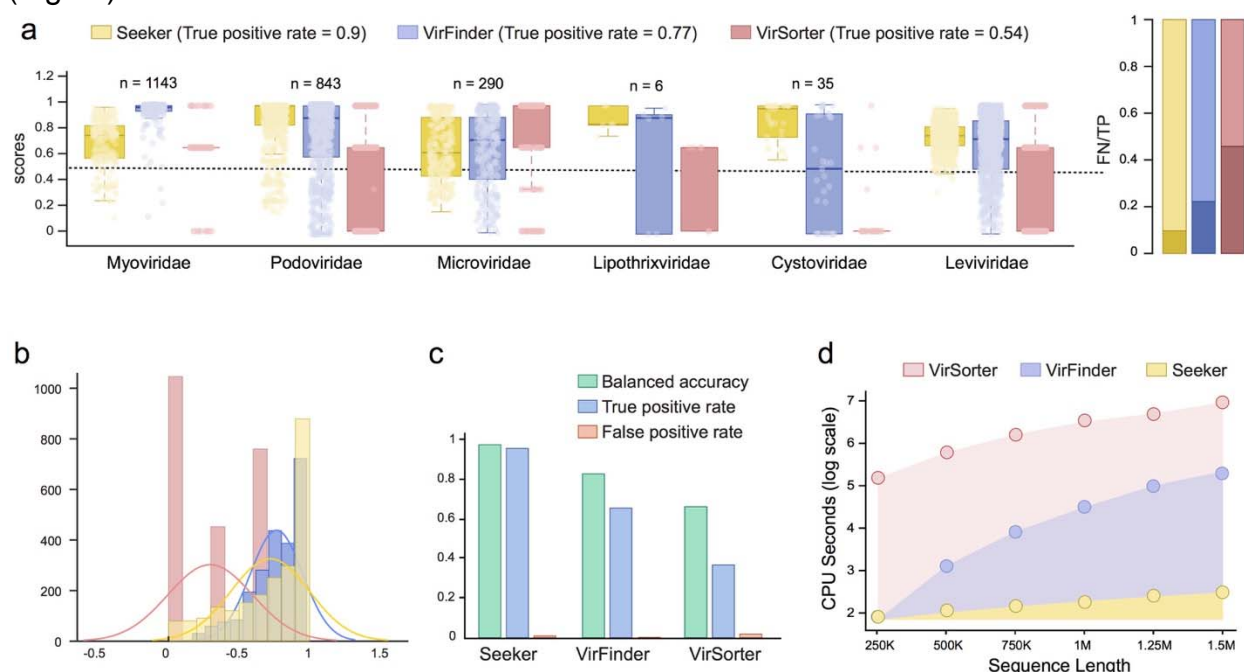 a
Seeker (True positive rate = 0.9)
VirFinder (True positive rate = 0.77)
VirSorter (True positive rate = 0.54)
scores
1.2
1
0.8
0.6
0.4
0.2
0
n = 1143
n = 843
n = 290
n = 6
n = 35
Myoviridae
Podoviridae
Microviridae
Lipothrixviridae
Cystoviridae
Leviviridae
FN/TP
1
0.8
0.6
0.4
0.2
0
b
1000
800
600
400
200
0
-0.5
0
-0.5
1
1.5
c
Balanced accuracy
True positive rate
False positive rate
1
0.8
0.6
0.4
0.2
0
Seeker
VirFinder
VirSorter
d
VirSorter
VirFinder
Seeker
CPU Seconds (log scale)
7
6
5
4
3
2
250K
500K
750K
1M
1.25M
1.5M
Sequence Length